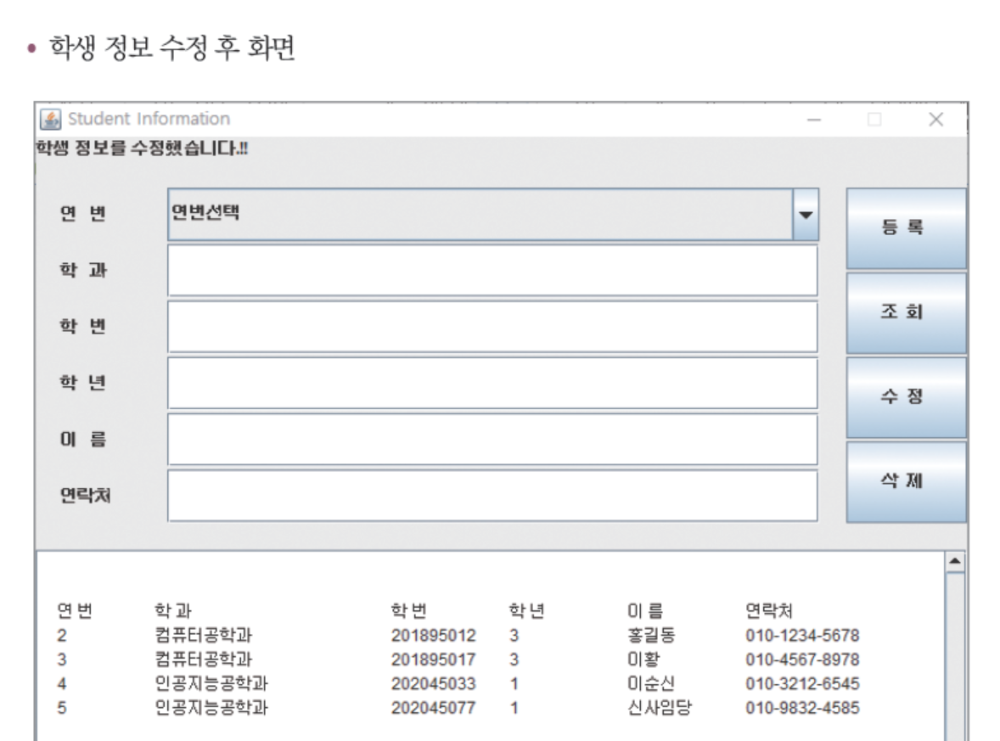 • 학생 정보 수정 후 화면
Student Information
학생 정보를 수정했습니다.!!
연 번 연번선택
등 록
학 과
학 번
조 회
학 년
수 정
이 름
연락처
삭 제
연 번 학 과 학 번 학 년 이 름 연락처
2 컴퓨터공학과 201895012 3 홍길동 010-1234-5678
3 컴퓨터공학과 201895017 3 이황 010-4567-8978
4 인공지능공학과 202045033 1 이순신 010-3212-6545
5 인공지능공학과 202045077 1 신사임당 010-9832-4585